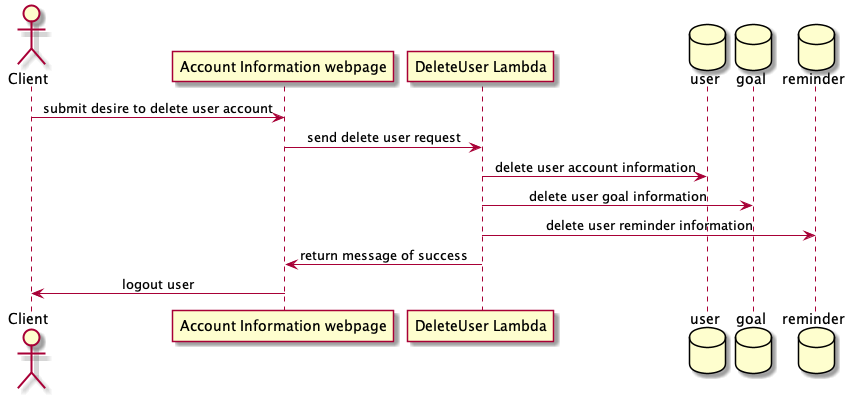 Client
Account Information webpage
DeleteUser Lambda
user
goal
reminder
submit desire to delete user account
send delete user request
delete user account information
delete user goal information
delete user reminder information
return message of success
logout user
Client
Account Information webpage
DeleteUser Lambda
user
goal
reminder